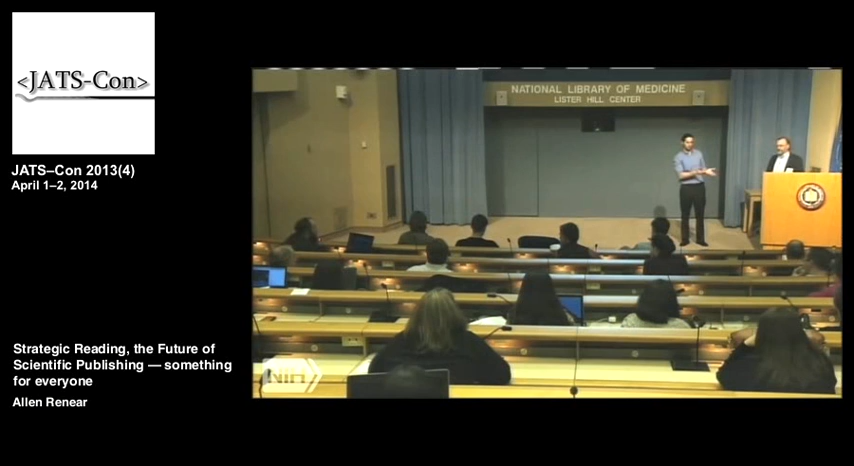 <JATS-Con>
JATS–Con 2013(4)
April 1–2, 2014
NATIONAL LIBRARY OF MEDICINE
LISTER HILL CENTER
NIH
Strategic Reading, the Future of
Scientific Publishing — something
for everyone
Allen Renear